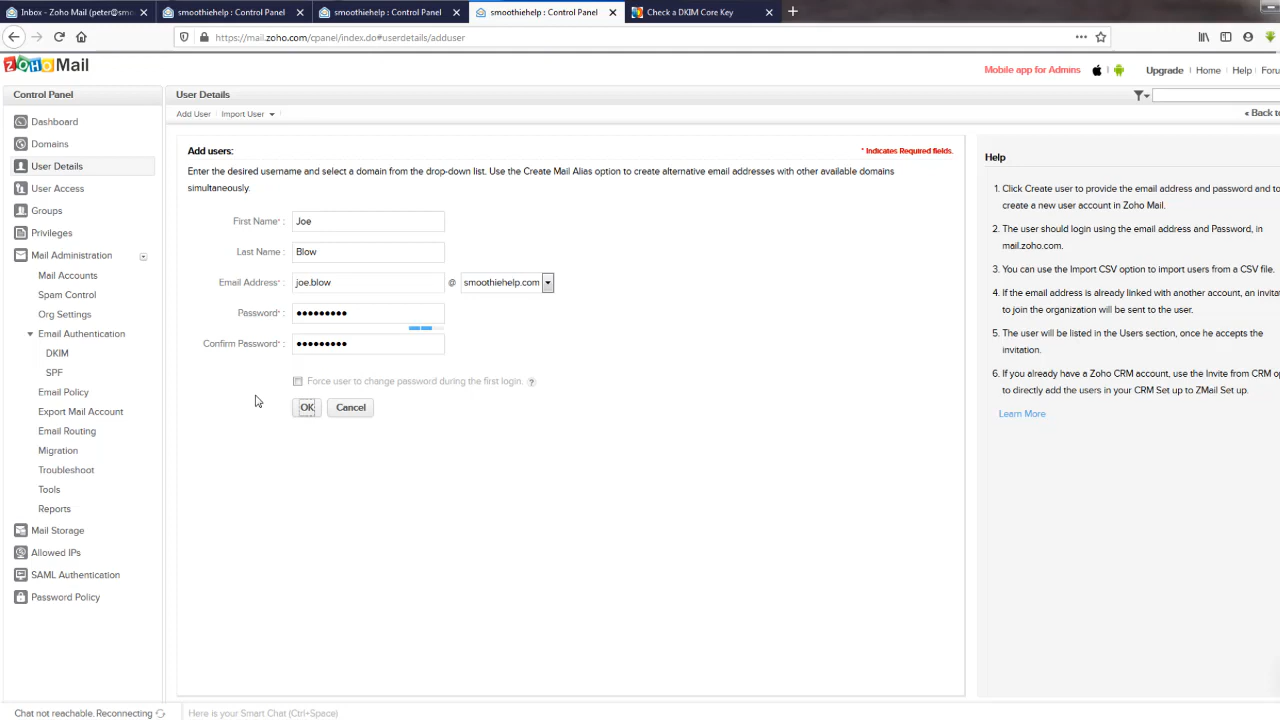 Inbox - Zoho Mail (peter@smo
smoothiehelp : Control Panel
smoothiehelp : Control Panel
smoothiehelp : Control Panel
Check a DKIM Core Key
https://mail.zoho.com/cpanel/index.do#userdetails/adduser
ZOHO Mail
Mobile app for Admins
Upgrade | Home | Help | Foru
Control Panel
User Details
Add User | Import User
« Back to
Dashboard
Domains
User Details
User Access
Groups
Privileges
Mail Administration
Mail Accounts
Spam Control
Org Settings
Email Authentication
DKIM
SPF
Email Policy
Export Mail Account
Email Routing
Migration
Troubleshoot
Tools
Reports
Mail Storage
Allowed IPs
SAML Authentication
Password Policy
Add users:
* Indicates Required fields.
Enter the desired username and select a domain from the drop-down list. Use the Create Mail Alias option to create alternative email addresses with other available domains
simultaneously.
First Name* : Joe
Last Name : Blow
Email Address* : joe.blow @ smoothiehelp.com
Password* : •••••••••
Confirm Password* : •••••••••
Force user to change password during the first login. ?
OK Cancel
Help
1. Click Create user to provide the email address and password and to
create a new user account in Zoho Mail.
2. The user should login using the email address and Password, in
mail.zoho.com.
3. You can use the Import CSV option to import users from a CSV file.
4. If the email address is already linked with another account, an invita
to join the organization will be sent to the user.
5. The user will be listed in the Users section, once he accepts the
invitation.
6. If you already have a Zoho CRM account, use the Invite from CRM op
to directly add the users in your CRM Set up to ZMail Set up.
Learn More
Chat not reachable. Reconnecting
Here is your Smart Chat (Ctrl+Space)